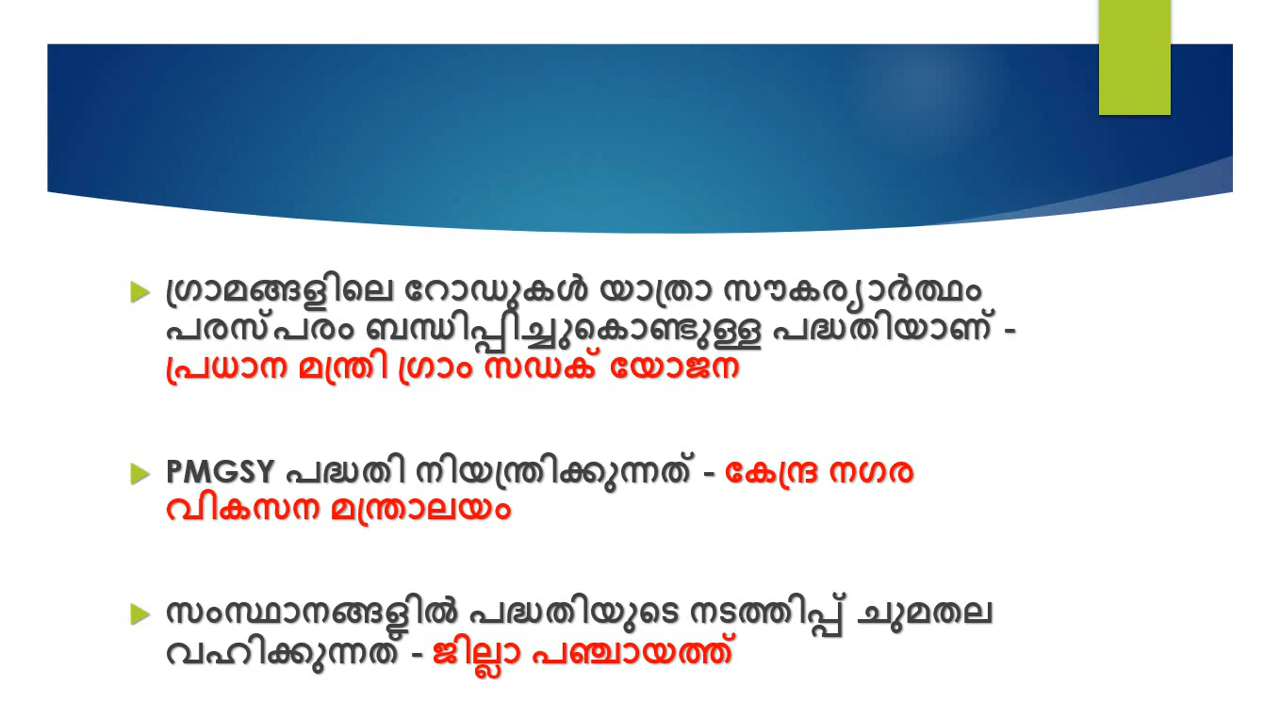 ഗ്രാമങ്ങളിലെ റോഡുകൾ യാത്രാ സൗകര്യാർത്ഥം
പരസ്പരം ബന്ധിപ്പിച്ചുകൊണ്ടുള്ള പദ്ധതിയാണ് -
പ്രധാന മന്ത്രി ഗ്രാം സഡക് യോജന
PMGSY പദ്ധതി നിയന്ത്രിക്കുന്നത് - കേന്ദ്ര നഗര
വികസന മന്ത്രാലയം
സംസ്ഥാനങ്ങളിൽ പദ്ധതിയുടെ നടത്തിപ്പ് ചുമതല
വഹിക്കുന്നത് - ജില്ലാ പഞ്ചായത്ത്